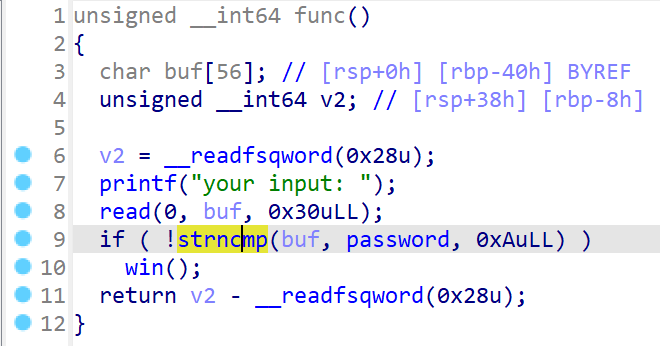 1 unsigned __int64 func()
2 {
3   char buf[56]; // [rsp+0h] [rbp-40h] BYREF
4   unsigned __int64 v2; // [rsp+38h] [rbp-8h]
5
6   v2 = __readfsqword(0x28u);
7   printf("your input: ");
8   read(0, buf, 0x30uLL);
9   if ( !strncmp(buf, password, 0xAuLL) )
10     win();
11   return v2 - __readfsqword(0x28u);
12 }